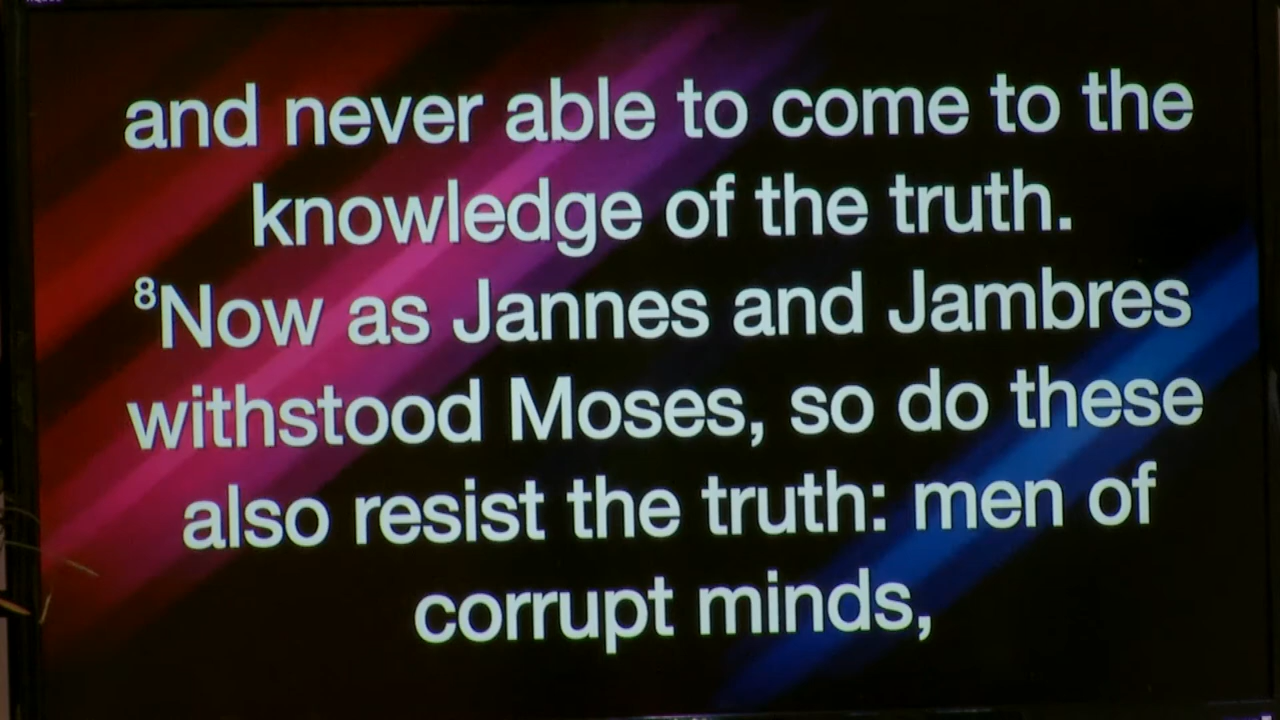 and never able to come to the
knowledge of the truth.
⁸Now as Jannes and Jambres
withstood Moses, so do these
also resist the truth: men of
corrupt minds,